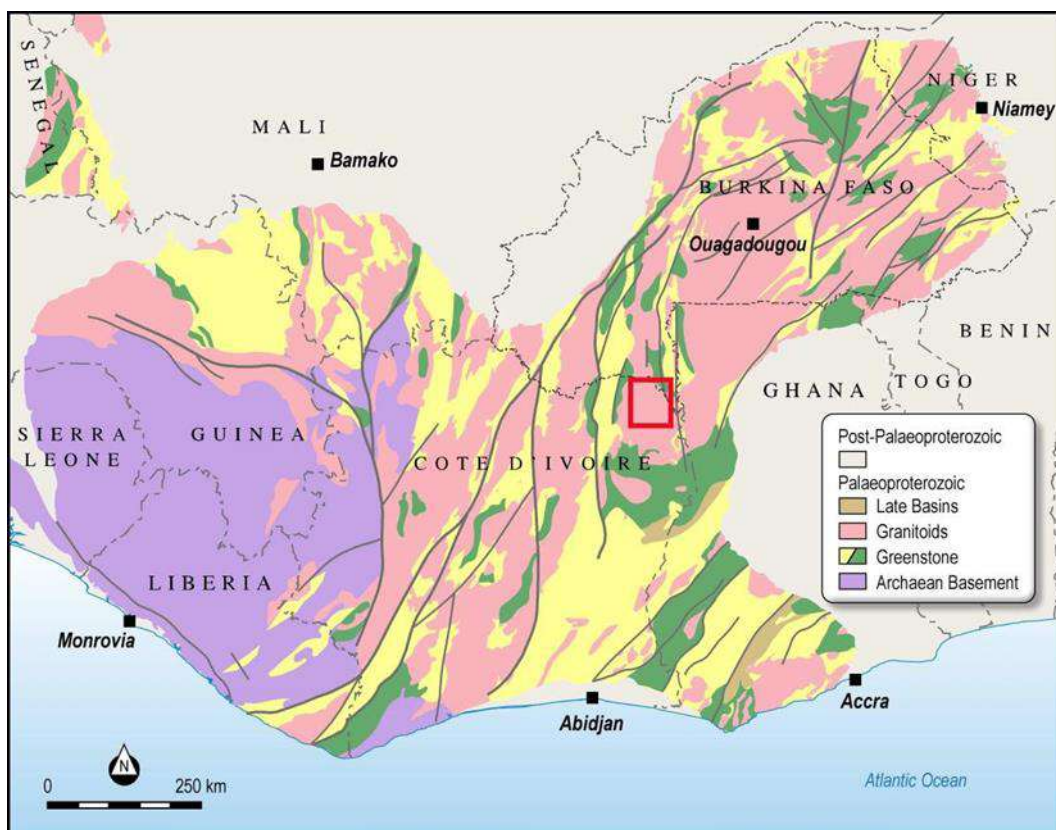 SENEGAL
MALI
Bamako
NIGER
Niamey
BURKINA FASO
Ouagadougou
BENIN
GHANA
TOGO
SIERRA
LEONE
GUINEA
COTE D'IVOIRE
LIBERIA
Monrovia
Abidjan
Accra
Post-Palaeoproterozoic
Palaeoproterozoic
Late Basins
Granitoids
Greenstone
Archaean Basement
N
0 250 km
Atlantic Ocean